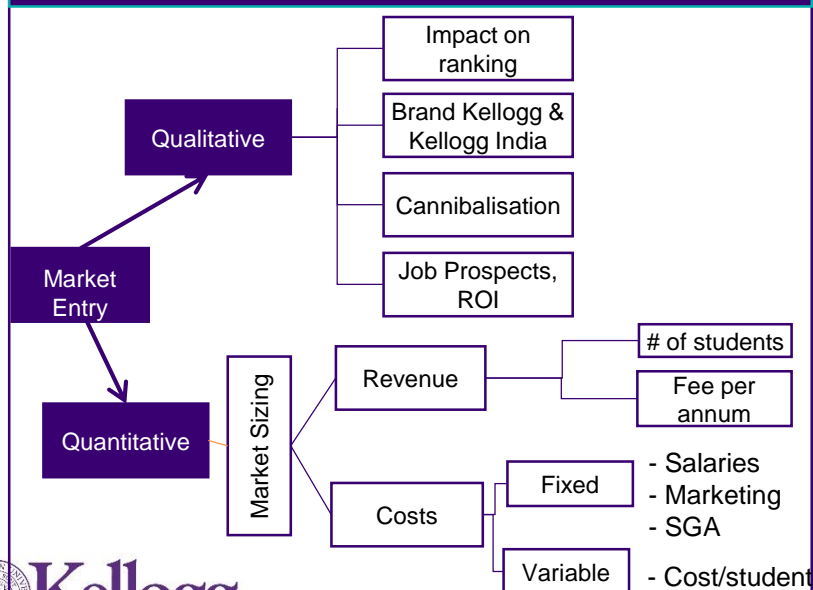 Impact on
ranking
Brand Kellogg &
Kellogg India
Qualitative
Cannibalisation
Job Prospects,
ROI
Market
Entry
# of students
Revenue
Fee per
annum
Market Sizing
Quantitative
Fixed
- Salaries
- Marketing
- SGA
Costs
Variable
- Cost/student
Kellogg